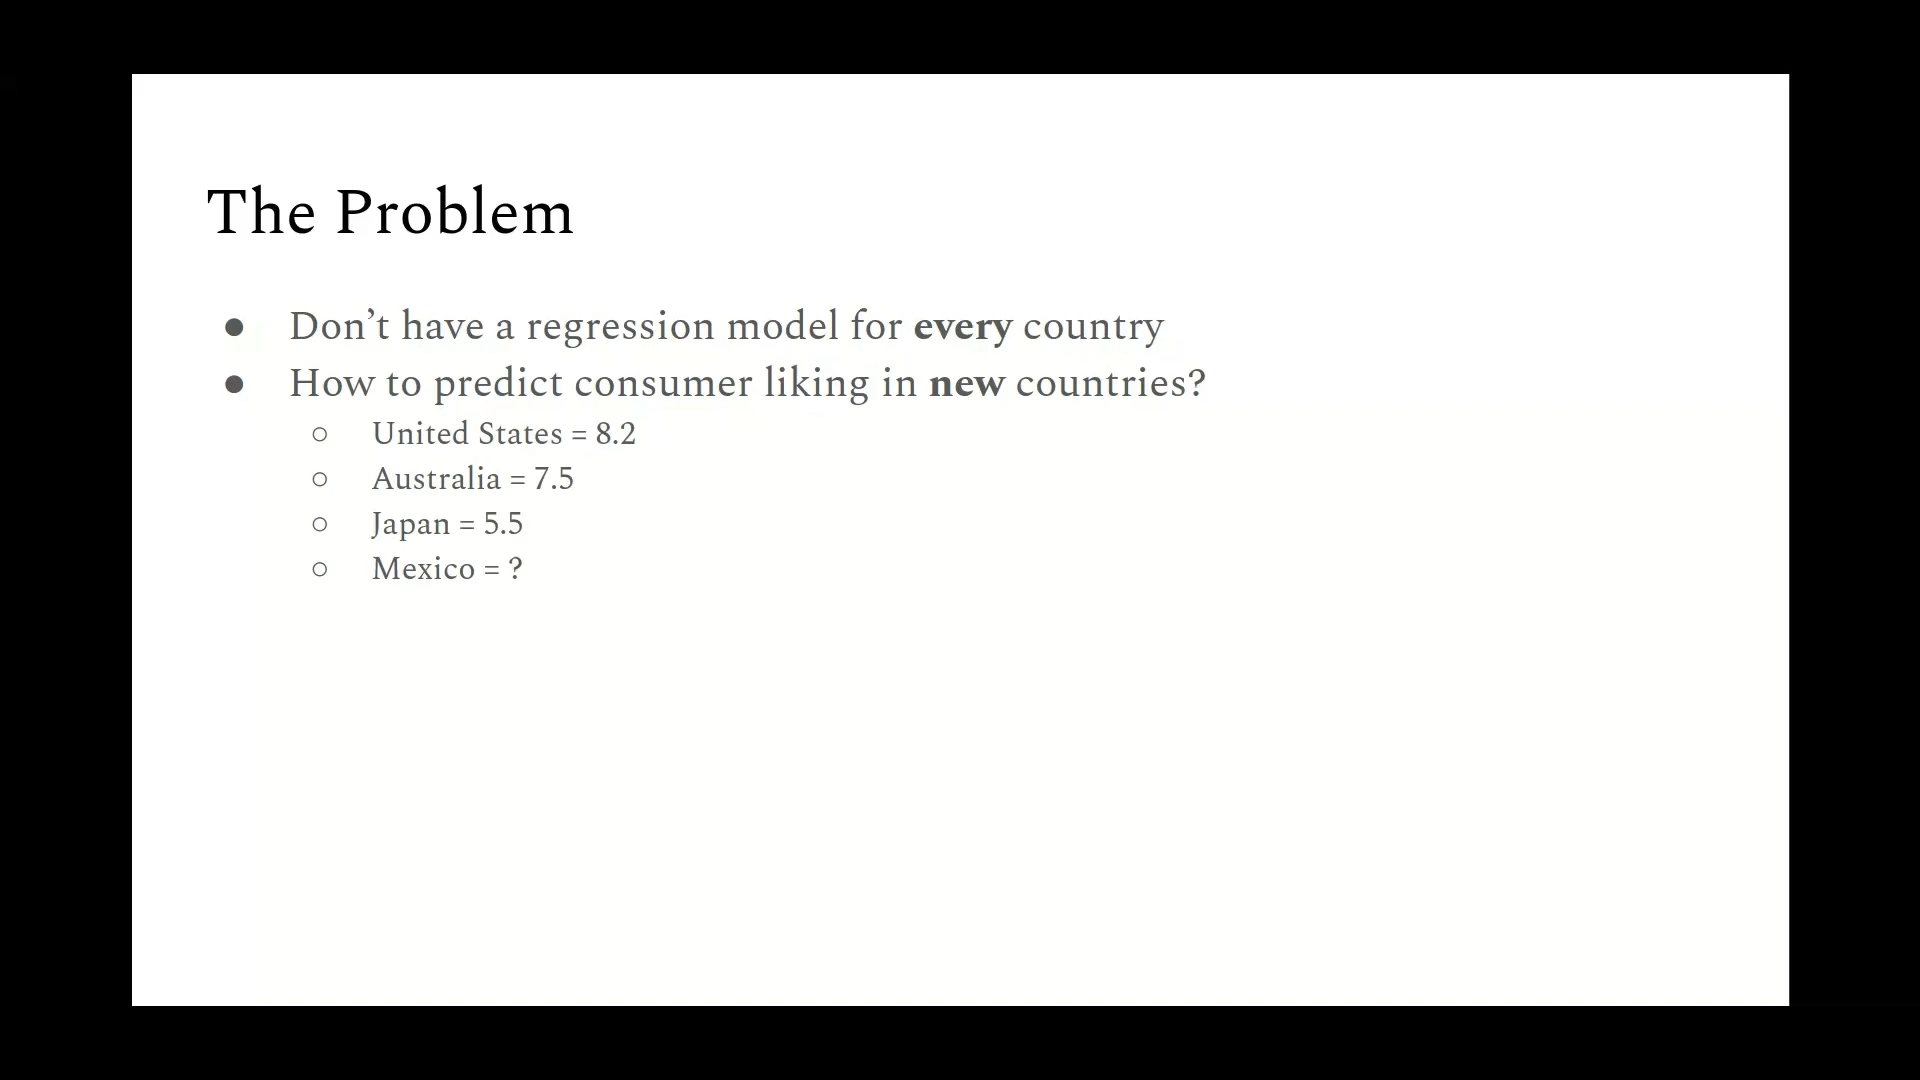 The Problem
● Don’t have a regression model for every country
● How to predict consumer liking in new countries?
○ United States = 8.2
○ Australia = 7.5
○ Japan = 5.5
○ Mexico = ?